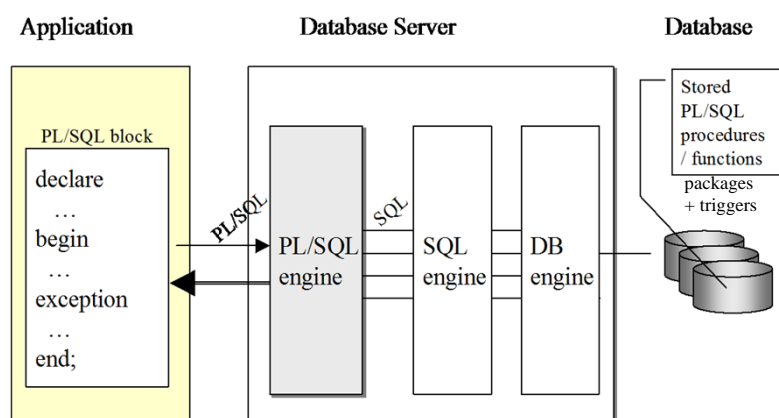 Application
Database Server
Database
PL/SQL block
declare
…
begin
…
exception
…
end;
PL/SQL
PL/SQL
engine
SQL
SQL
engine
DB
engine
Stored
PL/SQL
procedures
/ functions
packages
+ triggers